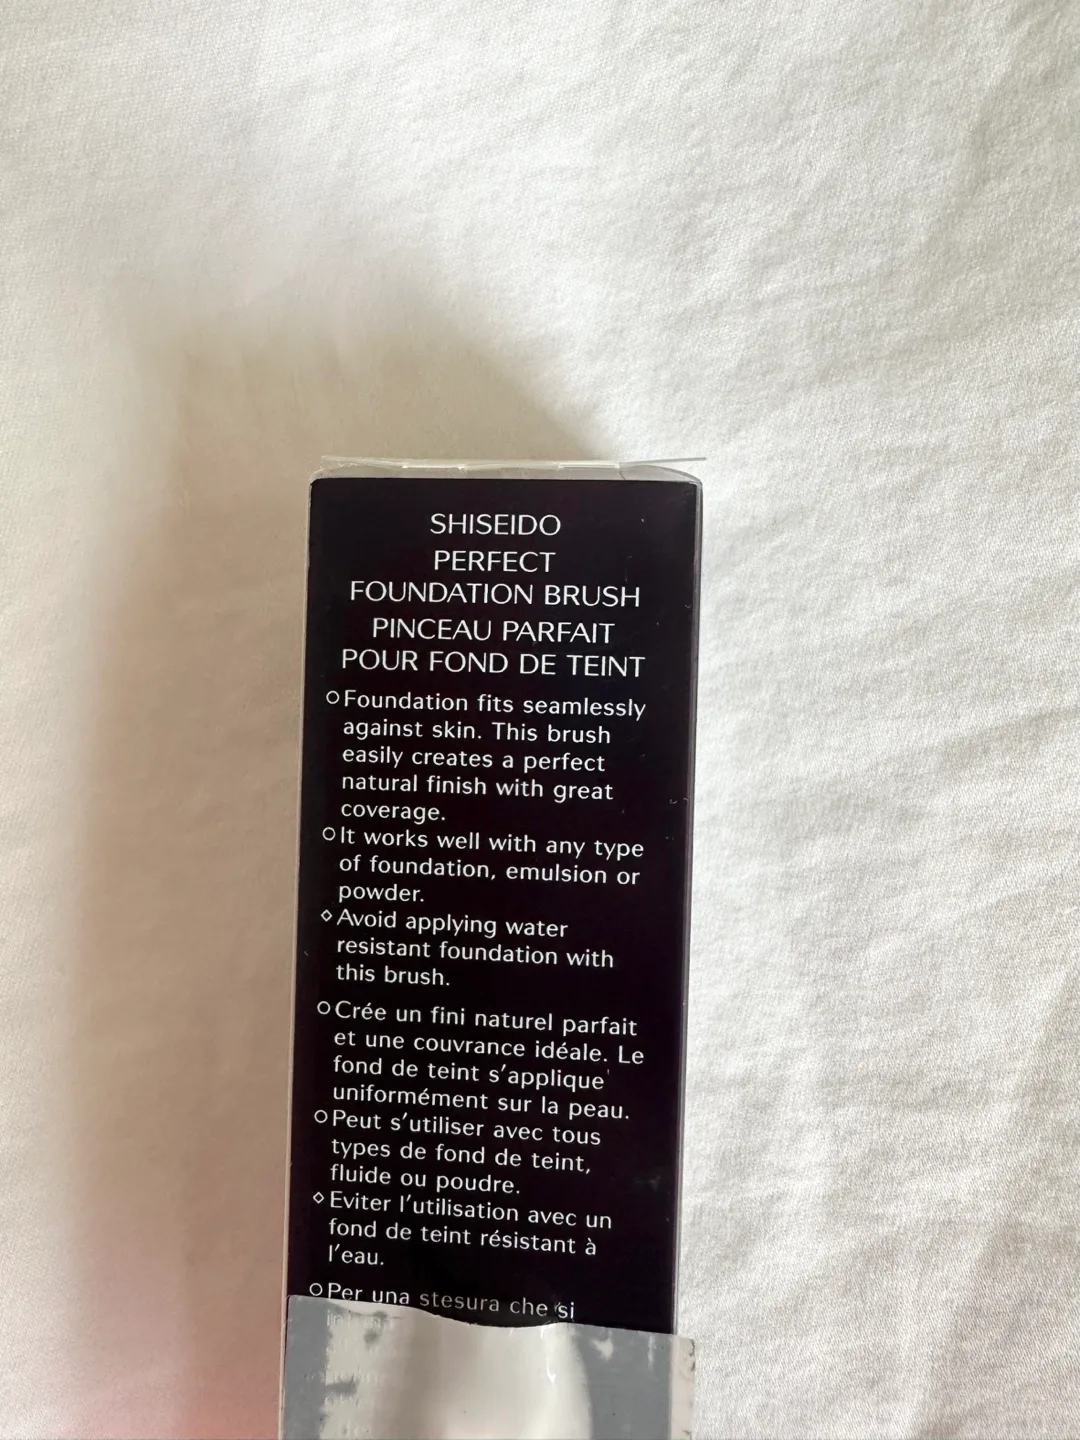 SHISEIDO
PERFECT
FOUNDATION BRUSH
PINCEAU PARFAIT
POUR FOND DE TEINT
○Foundation fits seamlessly
against skin. This brush
easily creates a perfect
natural finish with great
coverage.
○It works well with any type
of foundation, emulsion or
powder.
◇Avoid applying water
resistant foundation with
this brush.
○Crée un fini naturel parfait
et une couvrance idéale. Le
fond de teint s'applique
uniformément sur la peau.
○Peut s'utiliser avec tous
types de fond de teint,
fluide ou poudre.
◇Eviter l'utilisation avec un
fond de teint résistant à
l'eau.
○Per una stesura che si